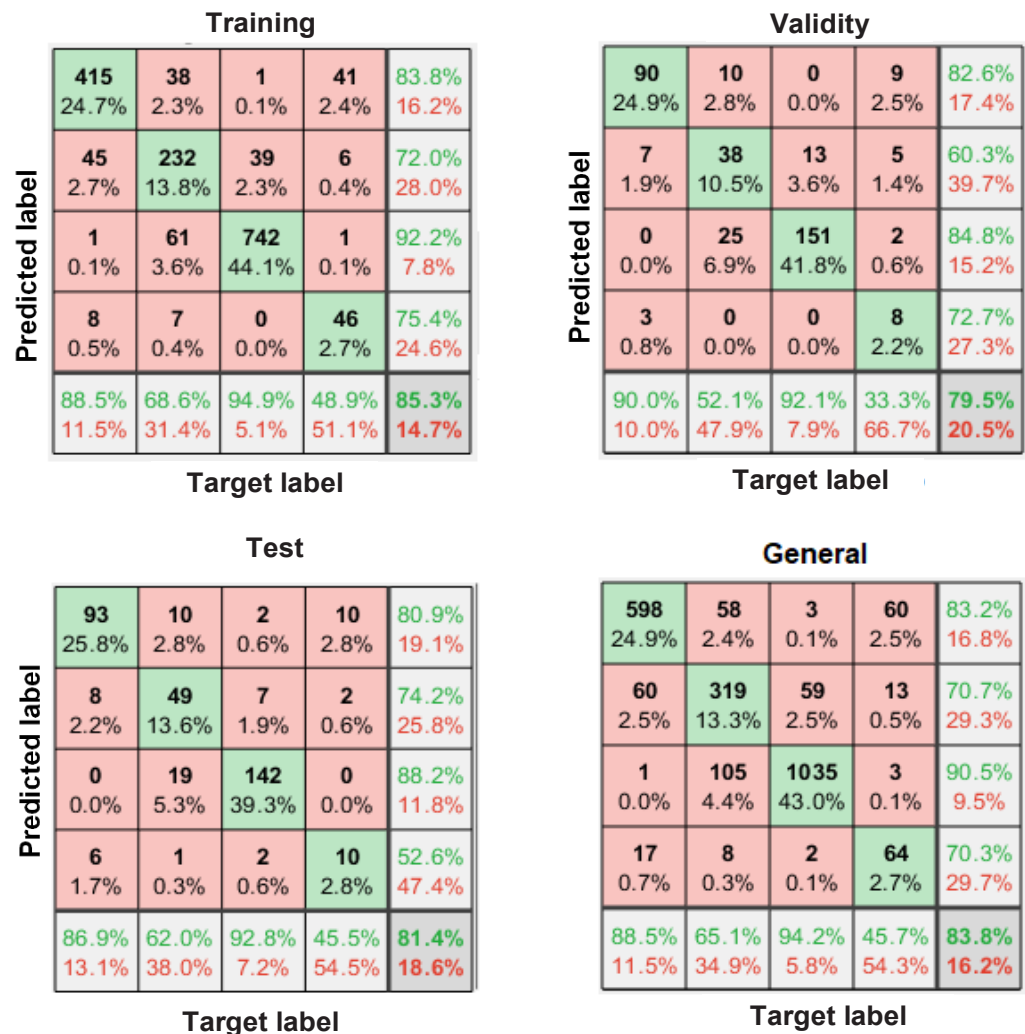 Training
415 38 1 41 83.8%
24.7% 2.3% 0.1% 2.4% 16.2%
45 232 39 6 72.0%
2.7% 13.8% 2.3% 0.4% 28.0%
1 61 742 1 92.2%
0.1% 3.6% 44.1% 0.1% 7.8%
8 7 0 46 75.4%
0.5% 0.4% 0.0% 2.7% 24.6%
88.5% 68.6% 94.9% 48.9% 85.3%
11.5% 31.4% 5.1% 51.1% 14.7%
Predicted label
Target label
Validity
90 10 0 9 82.6%
24.9% 2.8% 0.0% 2.5% 17.4%
7 38 13 5 60.3%
1.9% 10.5% 3.6% 1.4% 39.7%
0 25 151 2 84.8%
0.0% 6.9% 41.8% 0.6% 15.2%
3 0 0 8 72.7%
0.8% 0.0% 0.0% 2.2% 27.3%
90.0% 52.1% 92.1% 33.3% 79.5%
10.0% 47.9% 7.9% 66.7% 20.5%
Predicted label
Target label
Test
93 10 2 10 80.9%
25.8% 2.8% 0.6% 2.8% 19.1%
8 49 7 2 74.2%
2.2% 13.6% 1.9% 0.6% 25.8%
0 19 142 0 88.2%
0.0% 5.3% 39.3% 0.0% 11.8%
6 1 2 10 52.6%
1.7% 0.3% 0.6% 2.8% 47.4%
86.9% 62.0% 92.8% 45.5% 81.4%
13.1% 38.0% 7.2% 54.5% 18.6%
Predicted label
Target label
General
598 58 3 60 83.2%
24.9% 2.4% 0.1% 2.5% 16.8%
60 319 59 13 70.7%
2.5% 13.3% 2.5% 0.5% 29.3%
1 105 1035 3 90.5%
0.0% 4.4% 43.0% 0.1% 9.5%
17 8 2 64 70.3%
0.7% 0.3% 0.1% 2.7% 29.7%
88.5% 65.1% 94.2% 45.7% 83.8%
11.5% 34.9% 5.8% 54.3% 16.2%
Target label